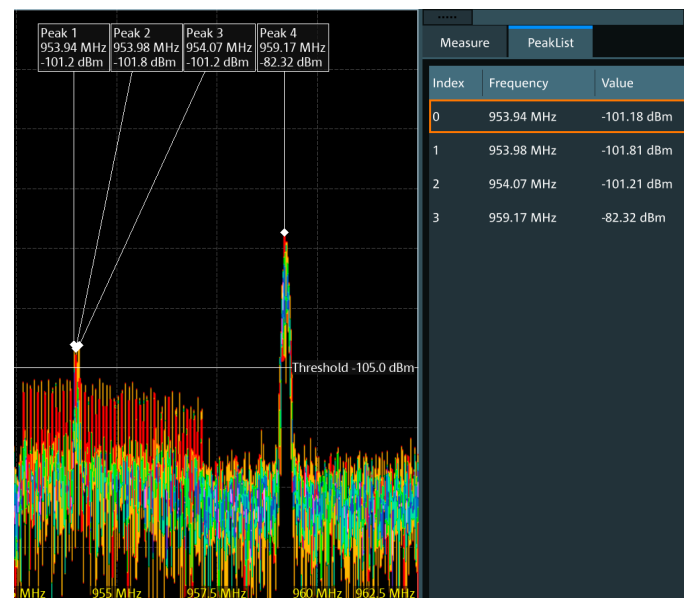 Peak 1
953.94 MHz
-101.2 dBm
Peak 2
953.98 MHz
-101.8 dBm
Peak 3
954.07 MHz
-101.2 dBm
Peak 4
959.17 MHz
-82.32 dBm
Threshold -105.0 dBm
MHz
955 MHz
957.5 MHz
960 MHz
962.5 MHz
Measure PeakList
Index Frequency Value
0 953.94 MHz -101.18 dBm
1 953.98 MHz -101.81 dBm
2 954.07 MHz -101.21 dBm
3 959.17 MHz -82.32 dBm